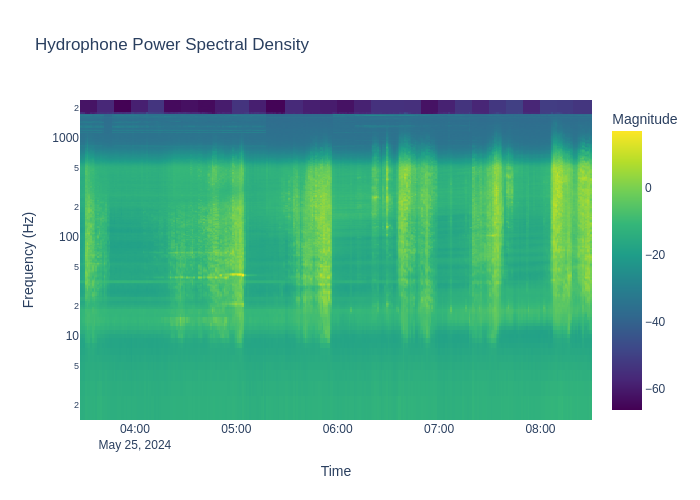 Hydrophone Power Spectral Density
Magnitude
0
−20
−40
−60
Frequency (Hz)
2
1000
5
2
100
5
2
10
5
2
04:00 05:00 06:00 07:00 08:00
May 25, 2024
Time